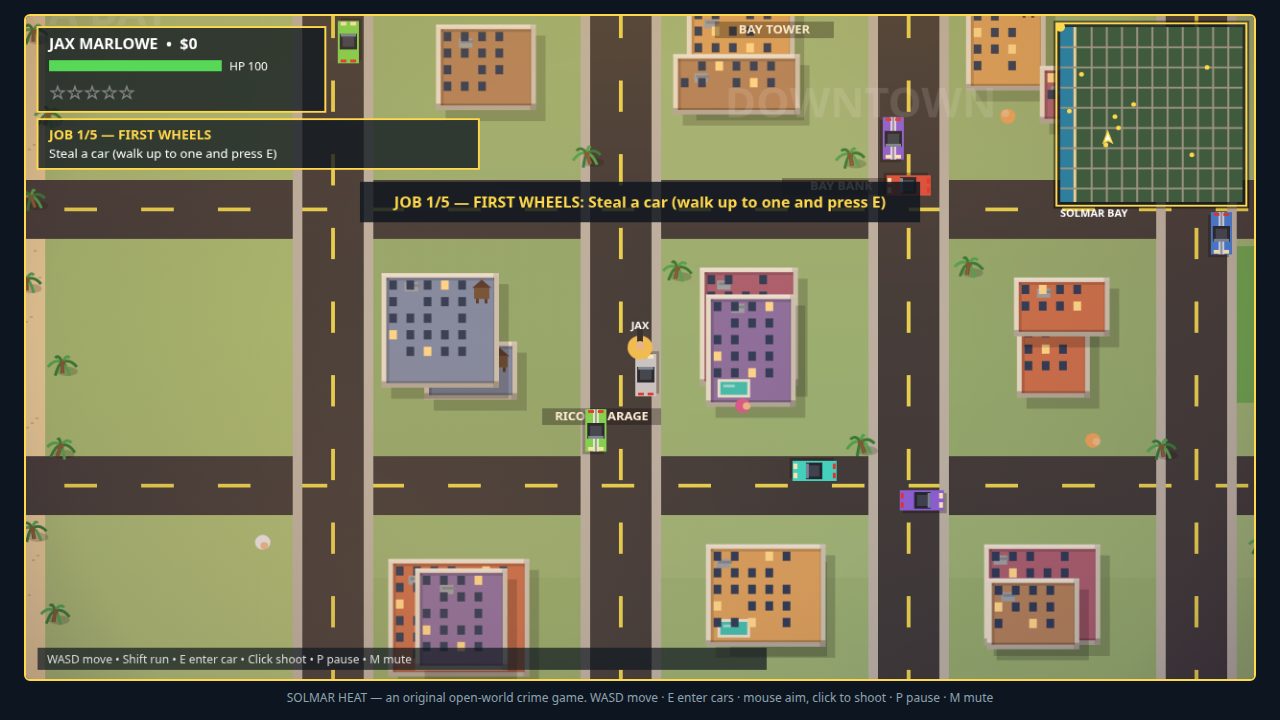 JAX MARLOWE • $0
HP 100
☆☆☆☆☆
JOB 1/5 — FIRST WHEELS
Steal a car (walk up to one and press E)
BAY TOWER
DOWNTOWN
BAY BANK
JOB 1/5 — FIRST WHEELS: Steal a car (walk up to one and press E)
SOLMAR BAY
JAX
RICO ARAGE
WASD move • Shift run • E enter car • Click shoot • P pause • M mute
SOLMAR HEAT — an original open-world crime game. WASD move · E enter cars · mouse aim, click to shoot · P pause · M mute